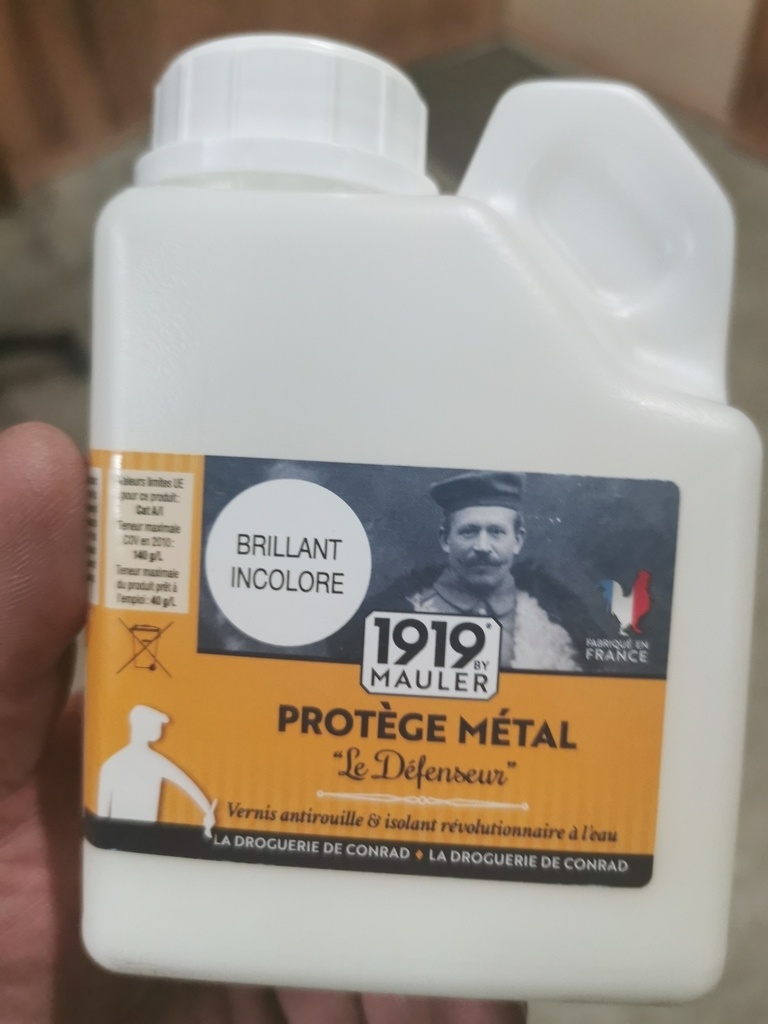 Valeurs limites UE
pour ce produit:
Cat A/I
Teneur maximale
COV en 2010:
140 g/L
Teneur maximale
du produit prêt à
l'emploi: 40 g/L
BRILLANT
INCOLORE
1919®
BY
MAULER
FABRIQUÉ EN
FRANCE
PROTÈGE MÉTAL
“Le Défenseur”
Vernis antirouille & isolant révolutionnaire à l'eau
LA DROGUERIE DE CONRAD ♦ LA DROGUERIE DE CONRAD